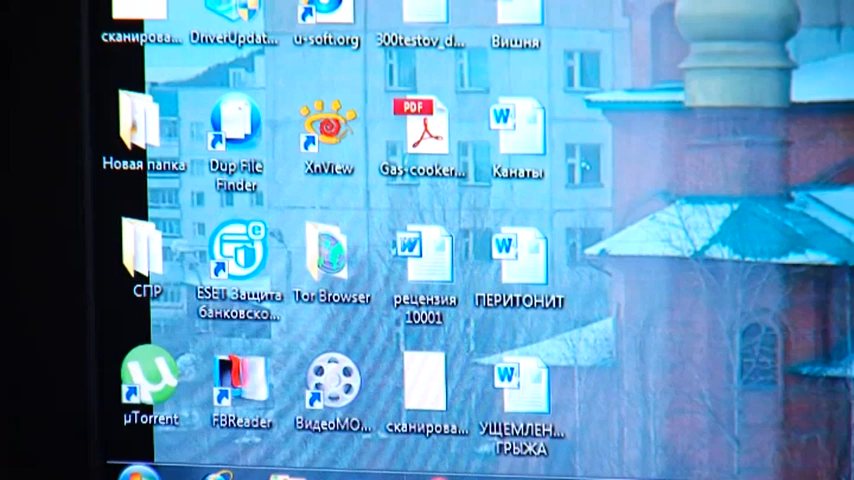 сканирова...
DriverUpdat...
u-soft.org
300testov_d...
Вишня
Новая папка
Dup File
Finder
XnView
PDF
Gas-cooker...
W
Канаты
СПР
ESET Защита
банковско...
Tor Browser
W
рецензия
10001
W
ПЕРИТОНИТ
µ
µTorrent
FBReader
ВидеоМО...
сканирова...
W
УЩЕМЛЕН...
ГРЫЖА